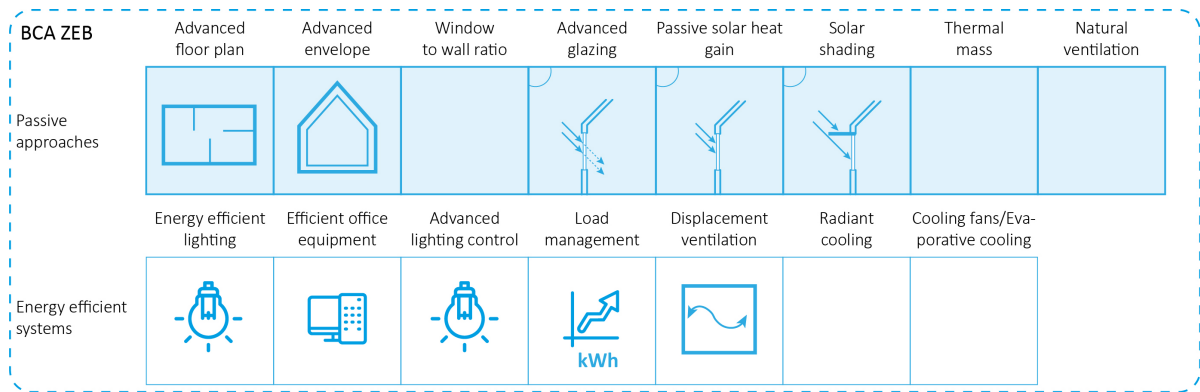 BCA ZEB
Advanced
floor plan
Advanced
envelope
Window
to wall ratio
Advanced
glazing
Passive solar heat
gain
Solar
shading
Thermal
mass
Natural
ventilation
Passive
approaches
Energy efficient
lighting
Efficient office
equipment
Advanced
lighting control
Load
management
Displacement
ventilation
Radiant
cooling
Cooling fans/Eva-
porative cooling
Energy efficient
systems
kWh